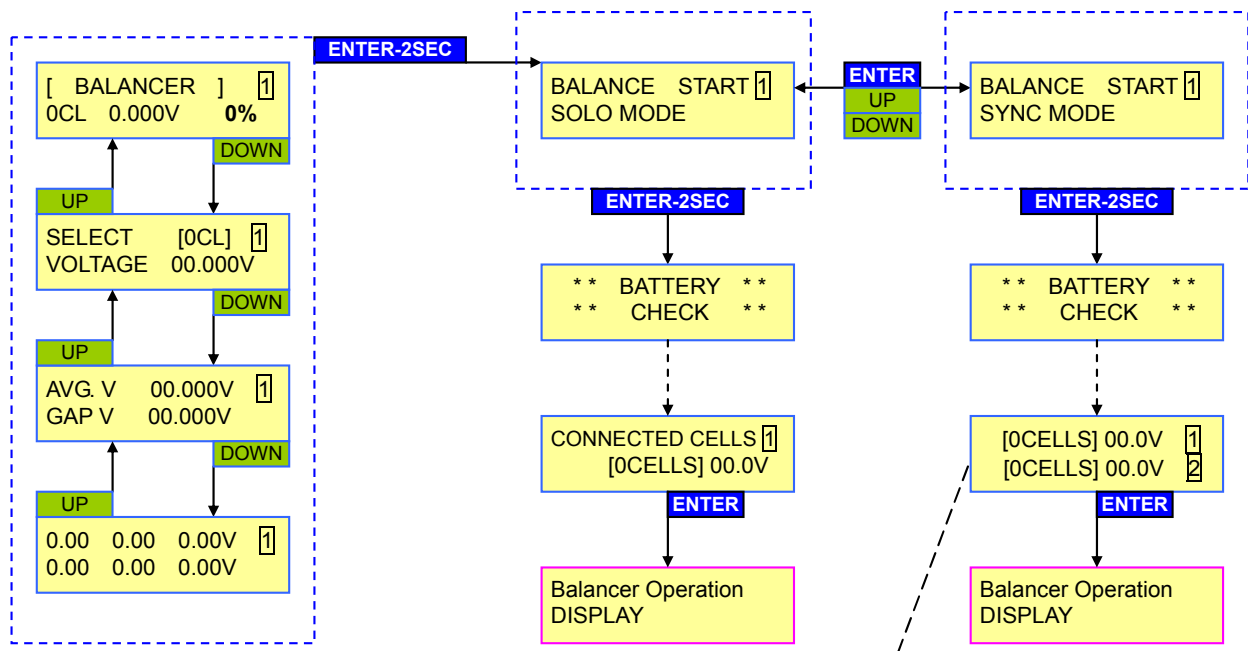 ENTER-2SEC
[ BALANCER ] 1
0CL 0.000V 0%
DOWN
UP
SELECT [0CL] 1
VOLTAGE 00.000V
DOWN
UP
AVG. V 00.000V 1
GAP V 00.000V
DOWN
UP
0.00 0.00 0.00V 1
0.00 0.00 0.00V
BALANCE START 1
SOLO MODE
ENTER
UP
DOWN
BALANCE START 1
SYNC MODE
ENTER-2SEC
* * BATTERY * *
* * CHECK * *
CONNECTED CELLS 1
[0CELLS] 00.0V
ENTER
Balancer Operation
DISPLAY
ENTER-2SEC
* * BATTERY * *
* * CHECK * *
[0CELLS] 00.0V 1
[0CELLS] 00.0V 2
ENTER
Balancer Operation
DISPLAY